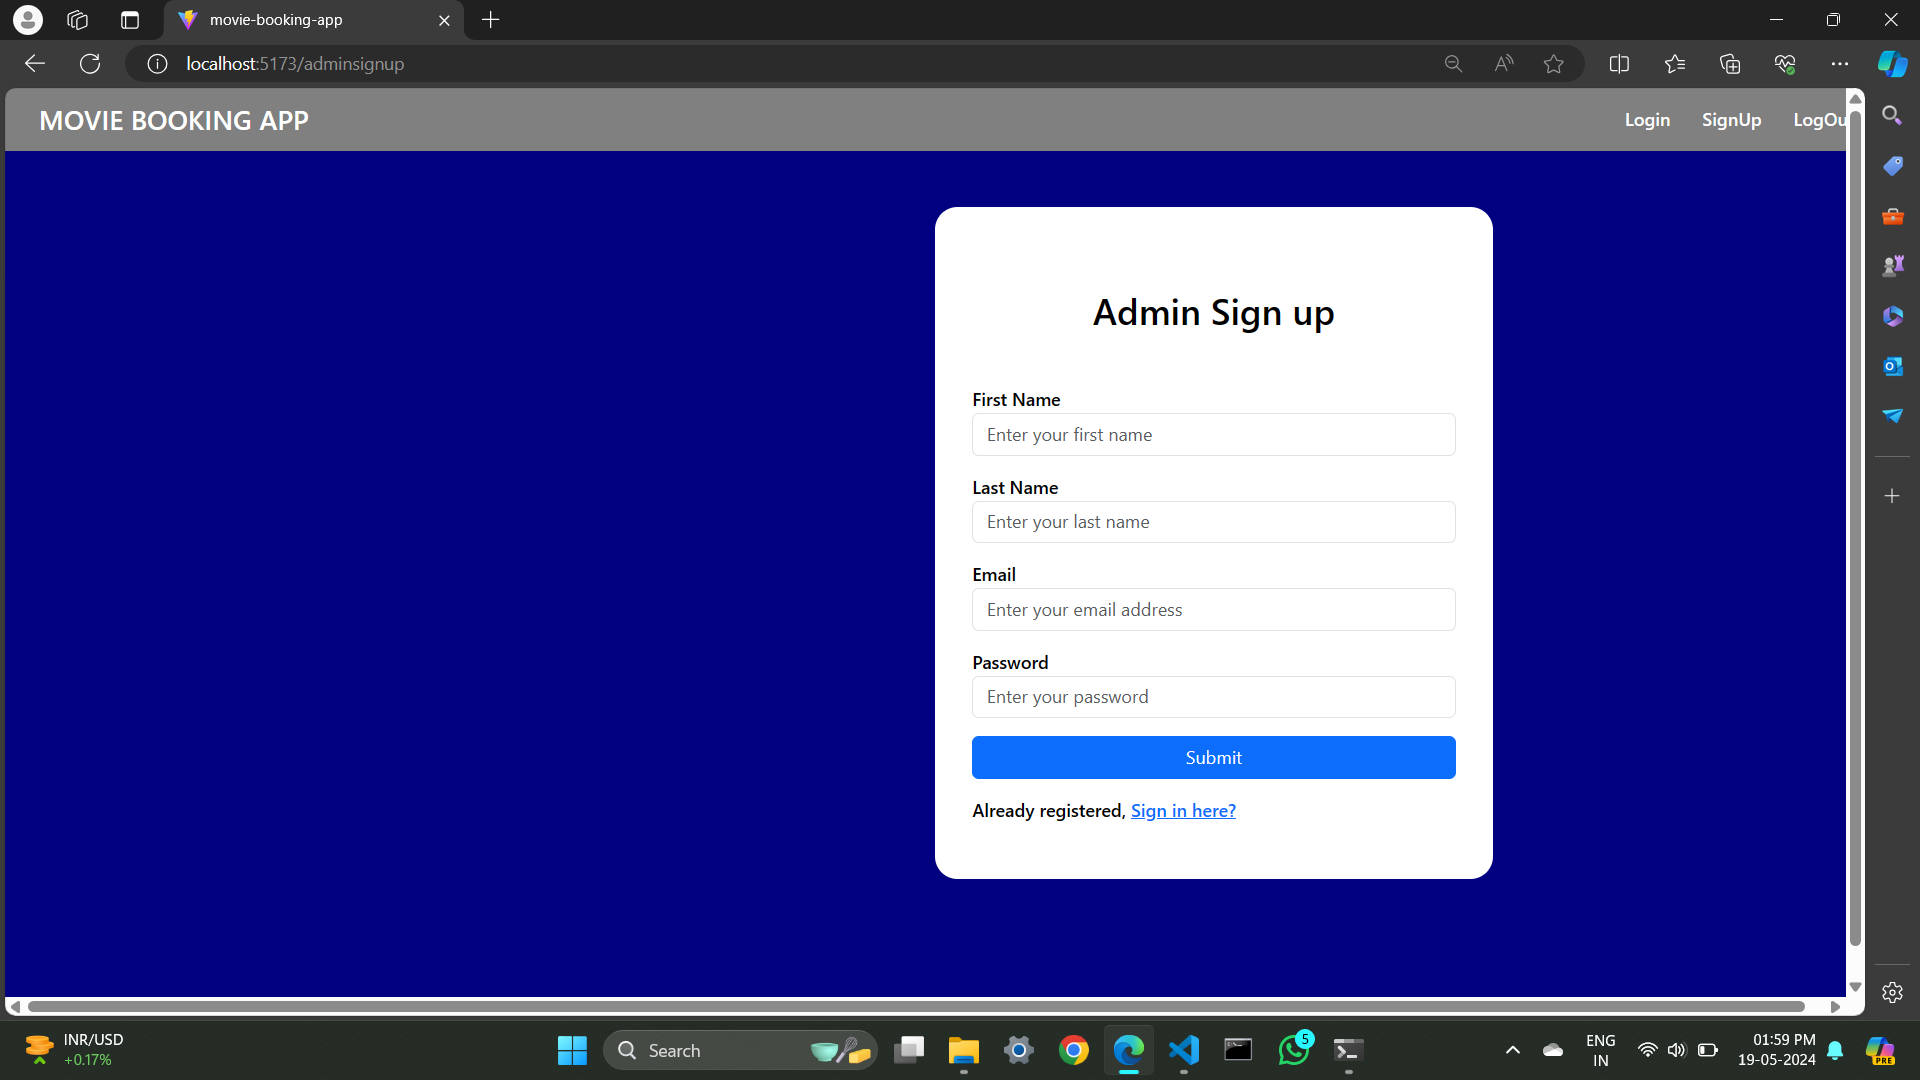 movie-booking-app
localhost:5173/adminsignup
MOVIE BOOKING APP
Login SignUp LogOu
Admin Sign up
First Name
Enter your first name
Last Name
Enter your last name
Email
Enter your email address
Password
Enter your password
Submit
Already registered, Sign in here?
INR/USD
+0.17%
Search
5
ENG
IN
01:59 PM
19-05-2024
PRE